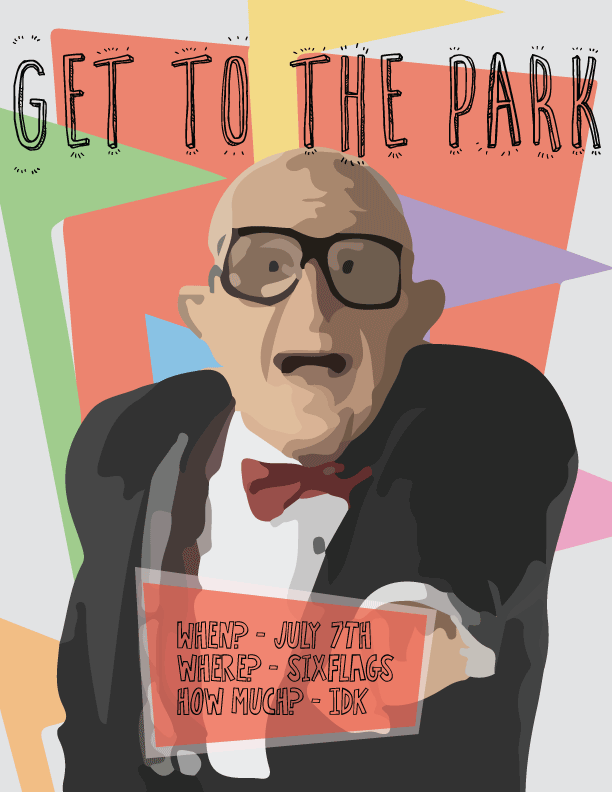 GET TO THE PARK
WHEN? - JULY 7TH
WHERE? - SIXFLAGS
HOW MUCH? - IDK